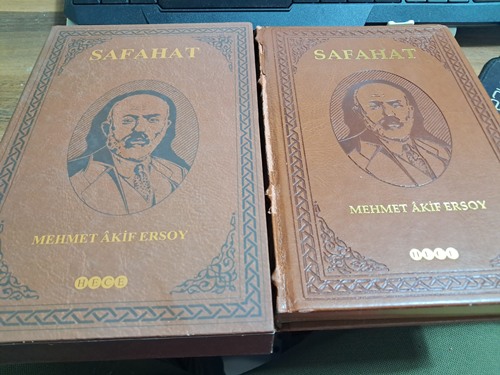 SAFAHAT
MEHMET ÂKİF ERSOY
HECE
SAFAHAT
MEHMET ÂKİF ERSOY
HECE